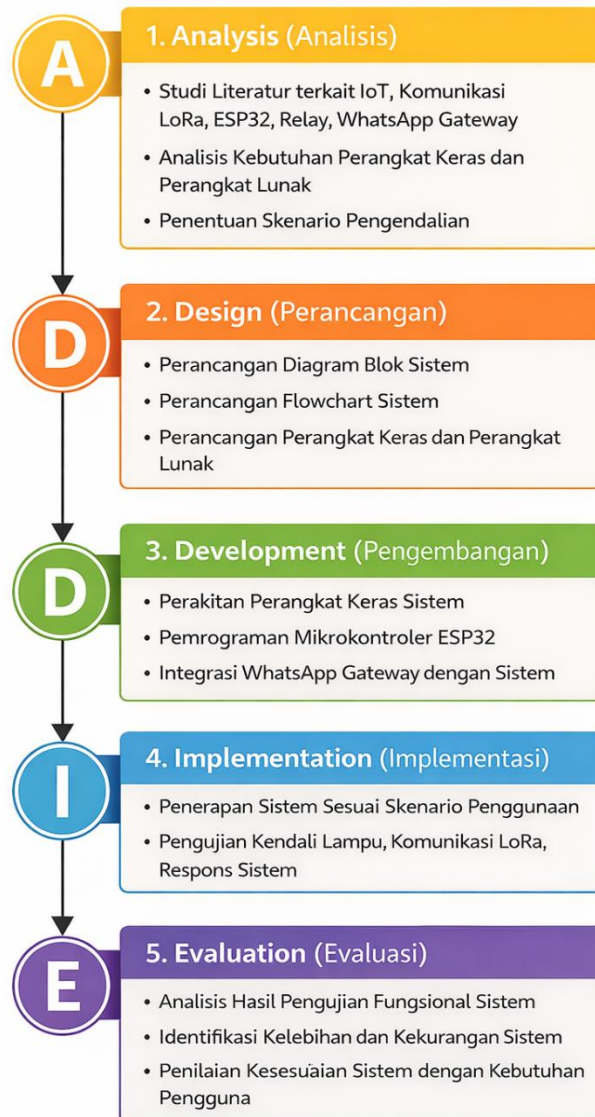 A
1. Analysis (Analisis)
• Studi Literatur terkait IoT, Komunikasi
LoRa, ESP32, Relay, WhatsApp Gateway
• Analisis Kebutuhan Perangkat Keras dan
Perangkat Lunak
• Penentuan Skenario Pengendalian
D
2. Design (Perancangan)
• Perancangan Diagram Blok Sistem
• Perancangan Flowchart Sistem
• Perancangan Perangkat Keras dan Perangkat
Lunak
D
3. Development (Pengembangan)
• Perakitan Perangkat Keras Sistem
• Pemrograman Mikrokontroler ESP32
• Integrasi WhatsApp Gateway dengan Sistem
I
4. Implementation (Implementasi)
• Penerapan Sistem Sesuai Skenario Penggunaan
• Pengujian Kendali Lampu, Komunikasi LoRa,
Respons Sistem
E
5. Evaluation (Evaluasi)
• Analisis Hasil Pengujian Fungsional Sistem
• Identifikasi Kelebihan dan Kekurangan Sistem
• Penilaian Kesesuaian Sistem dengan Kebutuhan
Pengguna